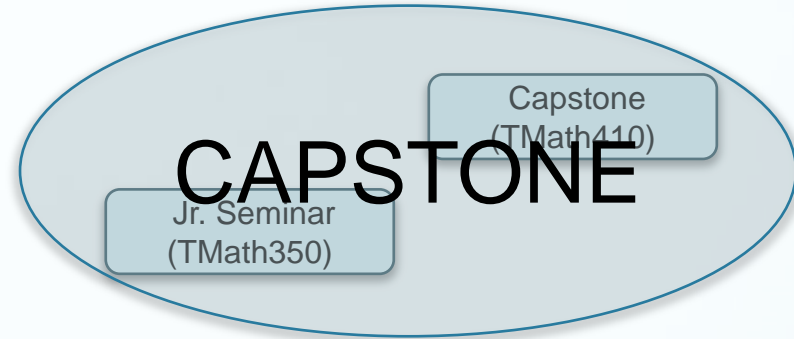 Capstone
(TMath410)
CAPSTONE
Jr. Seminar
(TMath350)